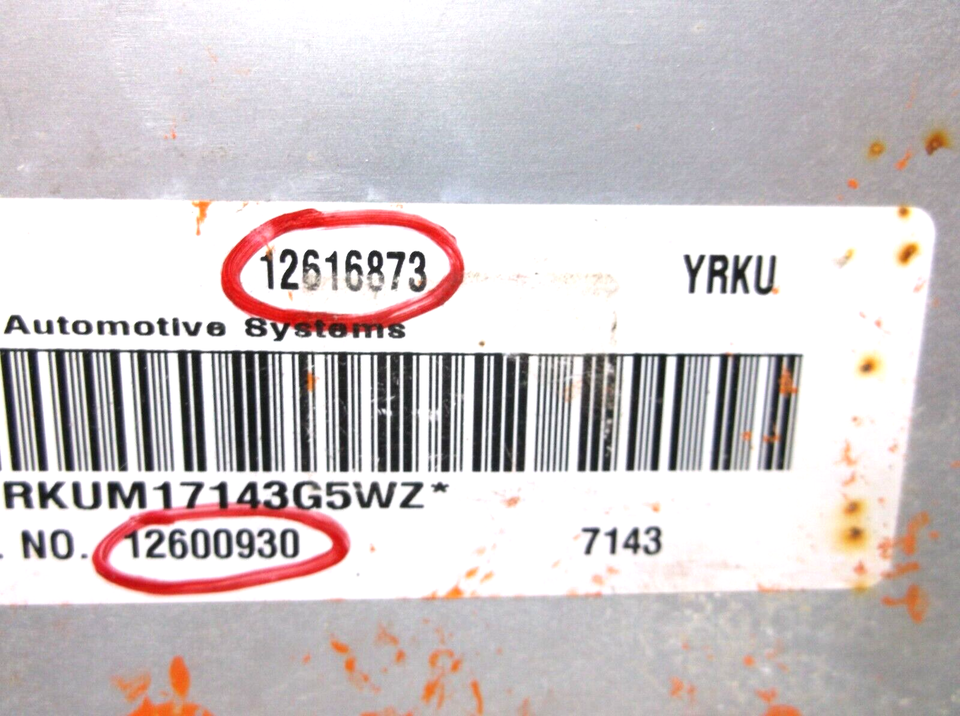 12616873 YRKU
Automotive Systems
RKUM17143G5WZ*
. NO. 12600930 7143